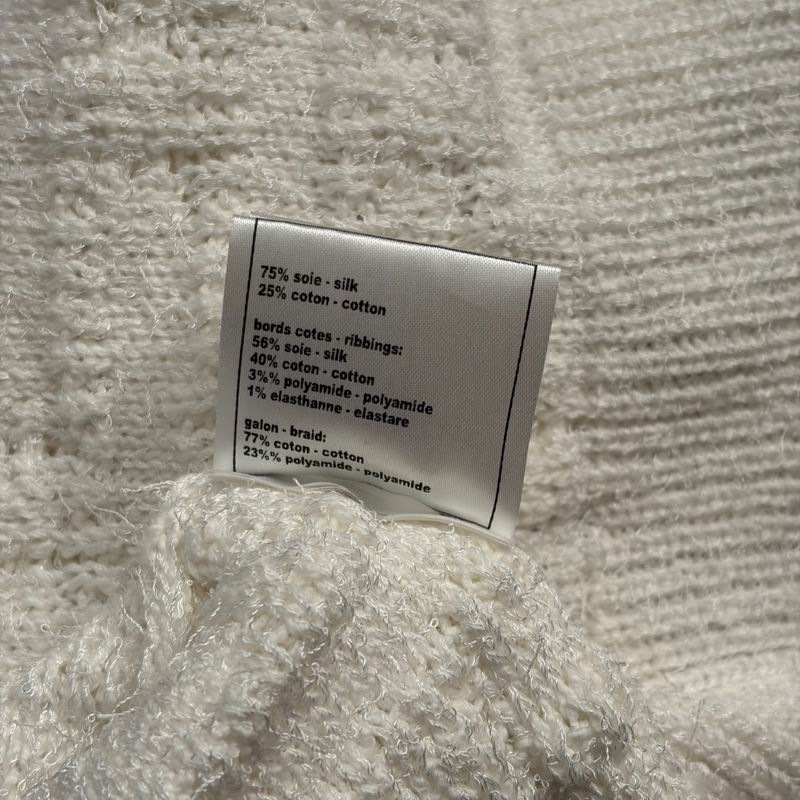 75% soie - silk
25% coton - cotton
bords cotes - ribbings:
56% soie - silk
40% coton - cotton
3%% polyamide - polyamide
1% elasthanne - elastare
galon - braid:
77% coton - cotton
23%% polyamide - polyamide